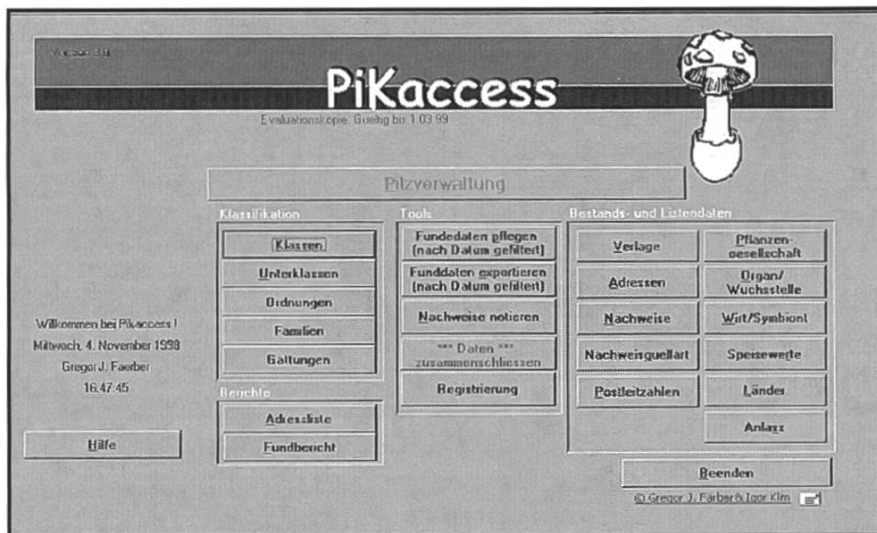 PiKaccess
Evaluationskopie. Gueltig bis 1.03.99
Pilzverwaltung
Klassifikation
Klassen
Unterklassen
Ordnungen
Familien
Gattungen
Berichte
Adressliste
Fundbericht
Tools
Fundedaten pflegen
(nach Datum gefiltert)
Funddaten exportieren
(nach Datum gefiltert)
Nachweise notieren
*** Daten ***
zusammenschliessen
Registrierung
Bestands- und Listendaten
Verlage
Adressen
Nachweise
Nachweisquellart
Postleitzahlen
Pflanzen-
gesellschaft
Organ/
Wuchsstelle
Wirt/Symbiont
Speisewerte
Länder
Anlass
Willkommen bei Pikaccess!
Mittwoch, 4. November 1998
Gregor J. Faerber
16:47:45
Hilfe
Beenden
© Gregor J. Färber & Igor Klm